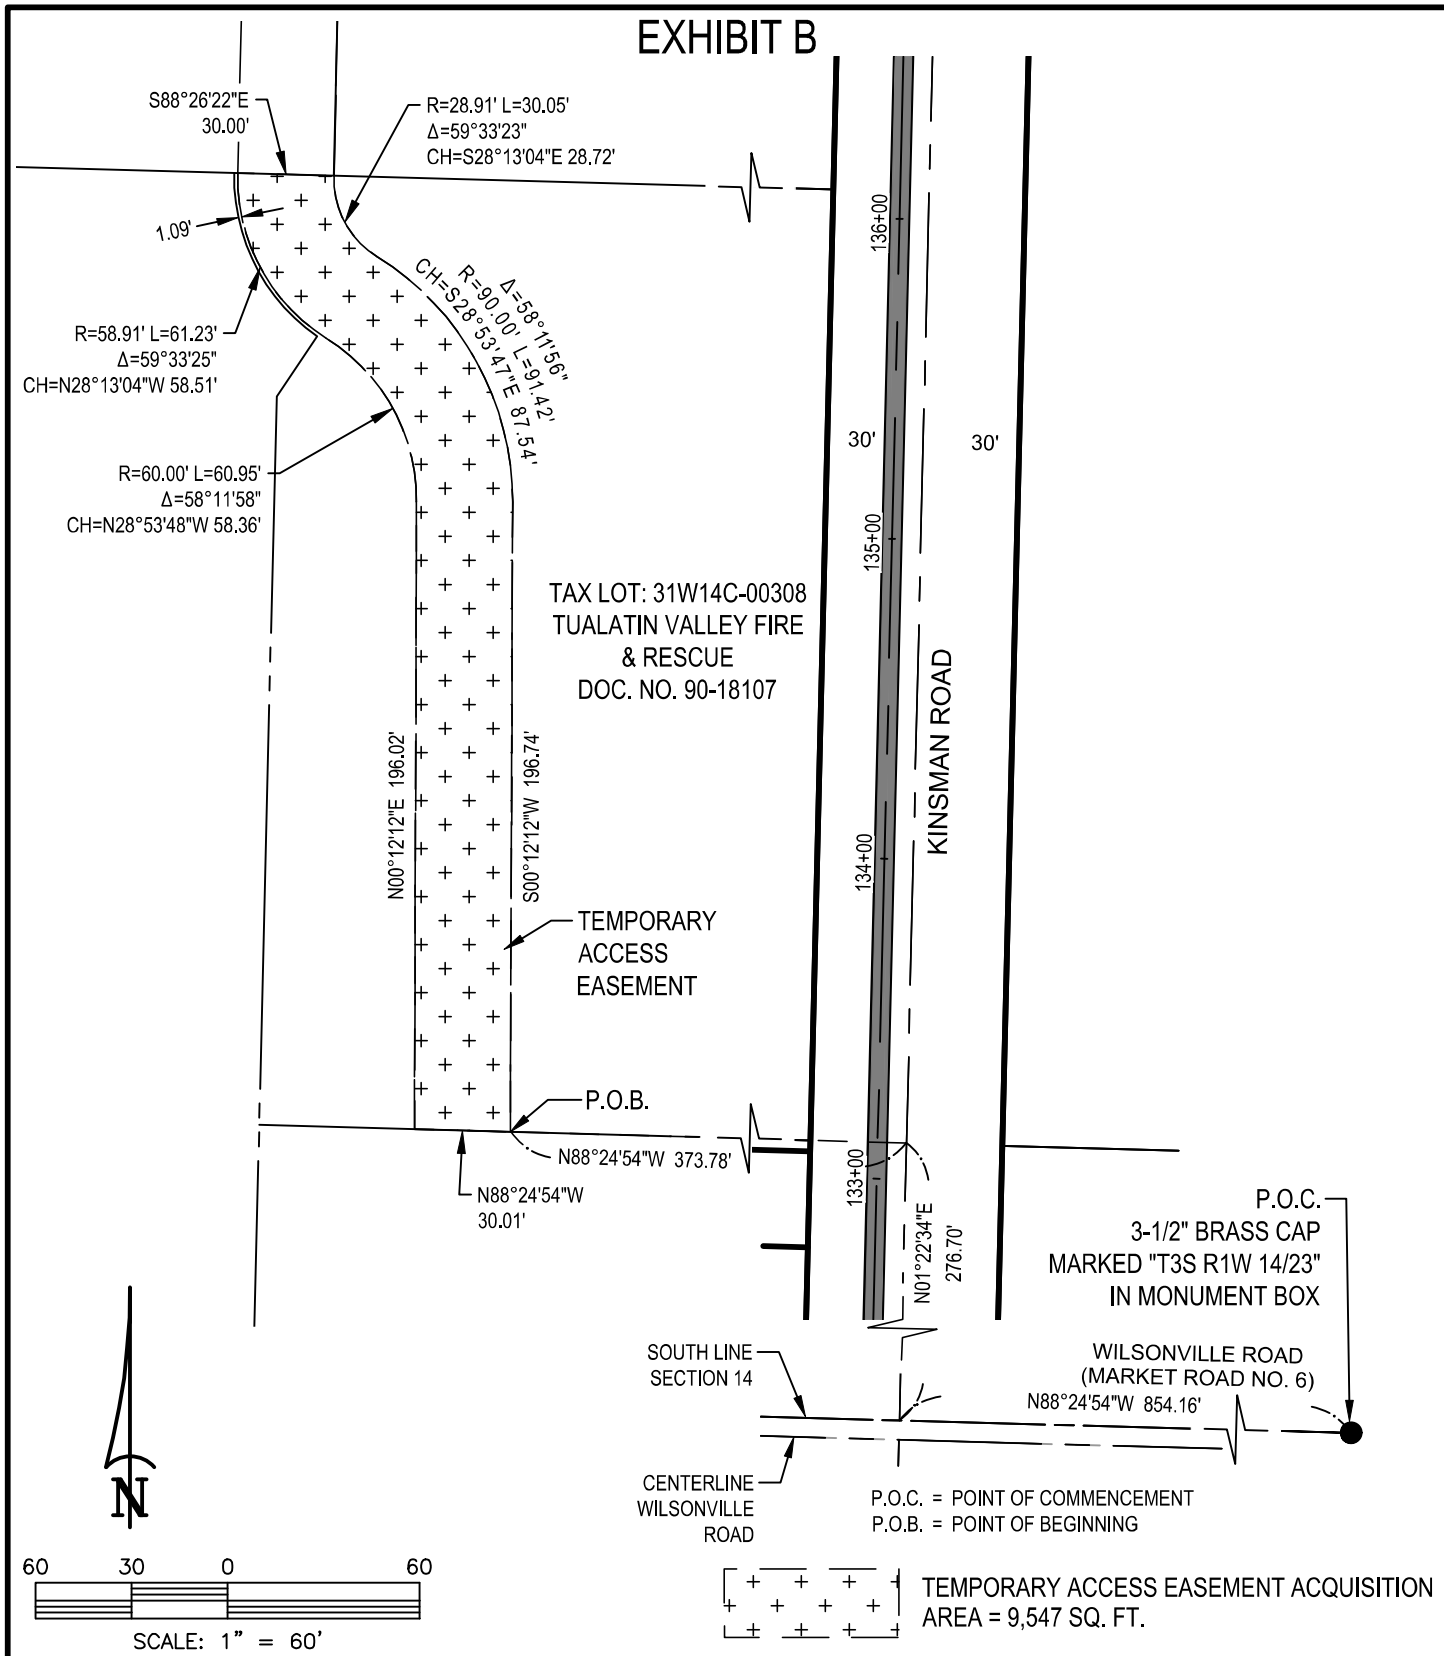 EXHIBIT B
S88°26'22"E
30.00'
R=28.91' L=30.05'
Δ=59°33'23"
CH=S28°13'04"E 28.72'
1.09'
R=58.91' L=61.23'
Δ=59°33'25"
CH=N28°13'04"W 58.51'
Δ=58°11'56"
R=90.00' L=91.42'
CH=S28°53'47"E 87.54'
R=60.00' L=60.95'
Δ=58°11'58"
CH=N28°53'48"W 58.36'
136+00
30'
30'
135+00
TAX LOT: 31W14C-00308
TUALATIN VALLEY FIRE
& RESCUE
DOC. NO. 90-18107
KINSMAN ROAD
N00°12'12"E 196.02'
S00°12'12"W 196.74'
134+00
TEMPORARY
ACCESS
EASEMENT
P.O.B.
N88°24'54"W 373.78'
133+00
N88°24'54"W
30.01'
N01°22'34"E
276.70'
P.O.C.
3-1/2" BRASS CAP
MARKED "T3S R1W 14/23"
IN MONUMENT BOX
SOUTH LINE
SECTION 14
WILSONVILLE ROAD
(MARKET ROAD NO. 6)
N88°24'54"W 854.16'
CENTERLINE
WILSONVILLE
ROAD
P.O.C. = POINT OF COMMENCEMENT
P.O.B. = POINT OF BEGINNING
N
60 30 0 60
SCALE: 1" = 60'
TEMPORARY ACCESS EASEMENT ACQUISITION
AREA = 9,547 SQ. FT.